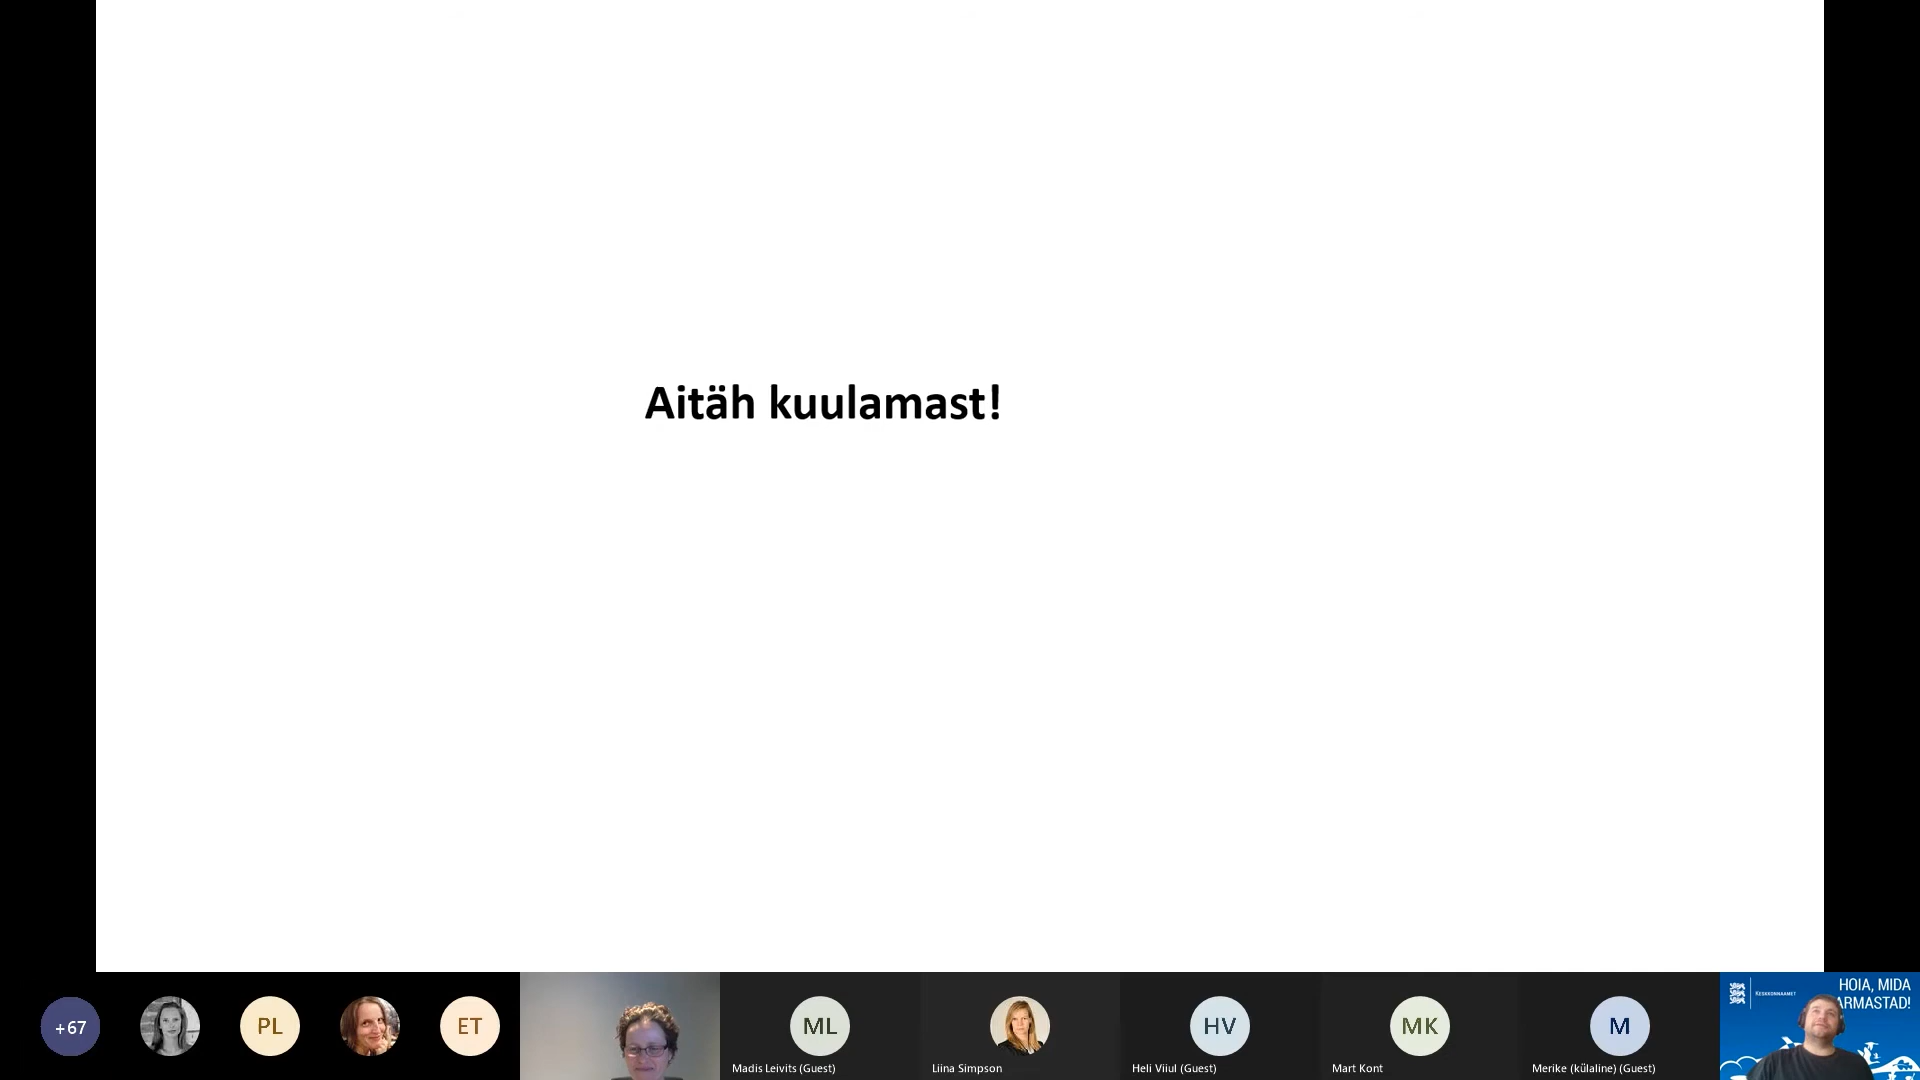 Aitäh kuulamast!
+67
PL
ET
ML
Madis Leivits (Guest)
Liina Simpson
HV
Heli Viiul (Guest)
MK
Mart Kont
M
Merike (külaline) (Guest)
KESKKONNAAMET
HOIA, MIDA
ARMASTAD!